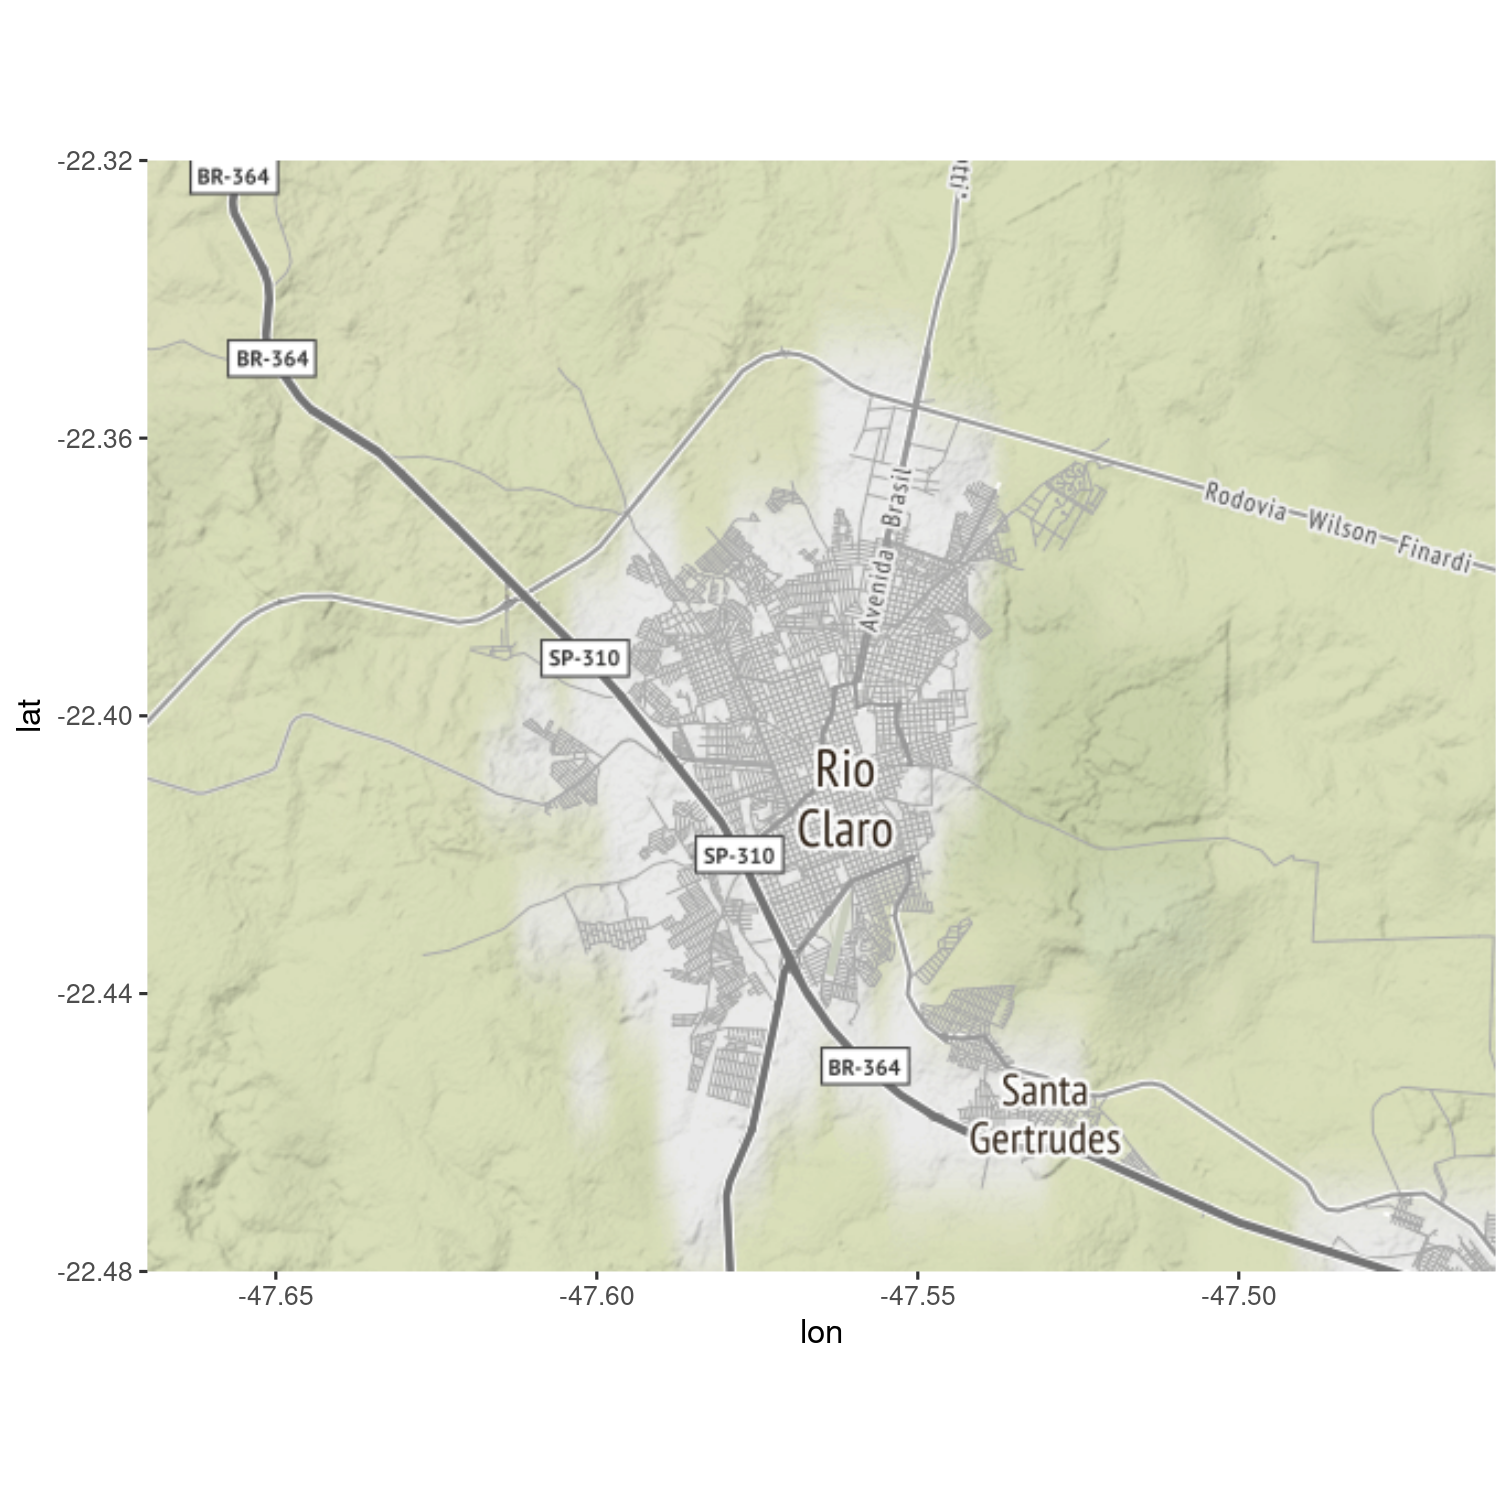 -22.32
BR-364
tti.
BR-364
-22.36
Avenida Brasil
Rodovia Wilson Finardi
SP-310
lat
-22.40
Rio
Claro
SP-310
-22.44
BR-364
Santa
Gertrudes
-22.48
-47.65
-47.60
-47.55
-47.50
lon